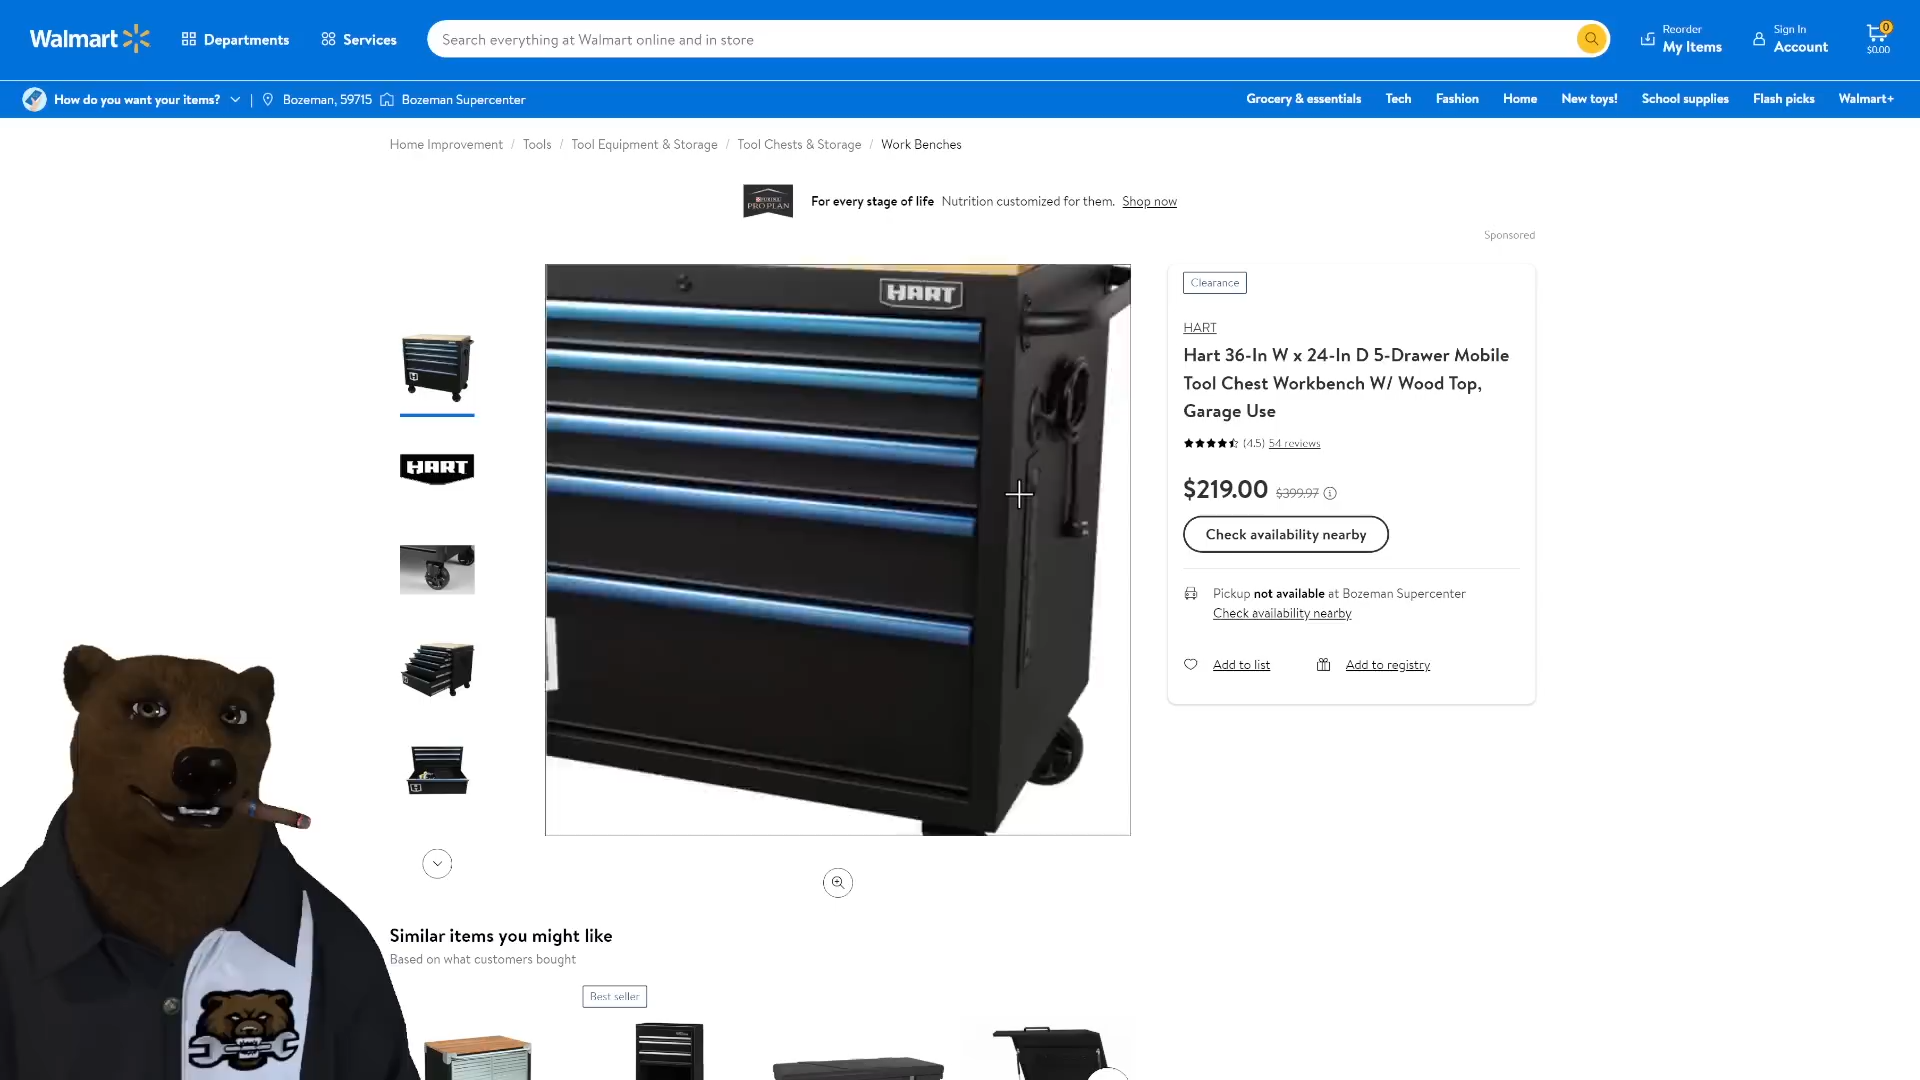 Walmart
Departments
Services
Search everything at Walmart online and in store
Reorder
My Items
Sign In
Account
0
$0.00
How do you want your items?
Bozeman, 59715
Bozeman Supercenter
Grocery & essentials
Tech
Fashion
Home
New toys!
School supplies
Flash picks
Walmart+
Home Improvement / Tools / Tool Equipment & Storage / Tool Chests & Storage / Work Benches
PURINA
PRO PLAN
For every stage of life Nutrition customized for them. Shop now
Sponsored
HART
HART
Clearance
HART
Hart 36-In W x 24-In D 5-Drawer Mobile
Tool Chest Workbench W/ Wood Top,
Garage Use
(4.5) 54 reviews
$219.00 $399.97
Check availability nearby
Pickup not available at Bozeman Supercenter
Check availability nearby
Add to list
Add to registry
Similar items you might like
Based on what customers bought
Best seller